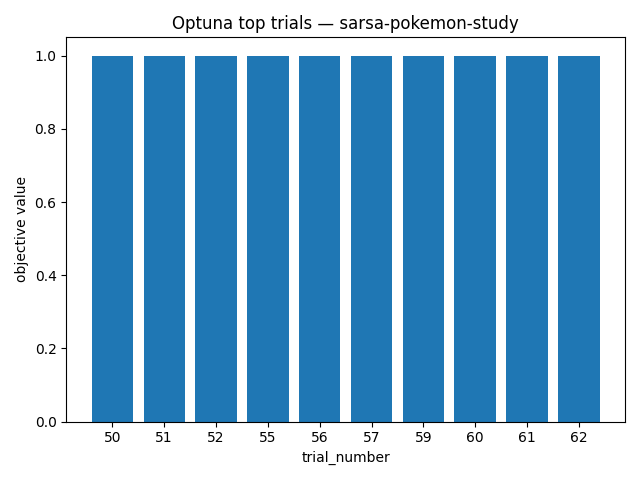 Optuna top trials — sarsa-pokemon-study
objective value
1.0
0.8
0.6
0.4
0.2
0.0
50 51 52 55 56 57 59 60 61 62
trial_number